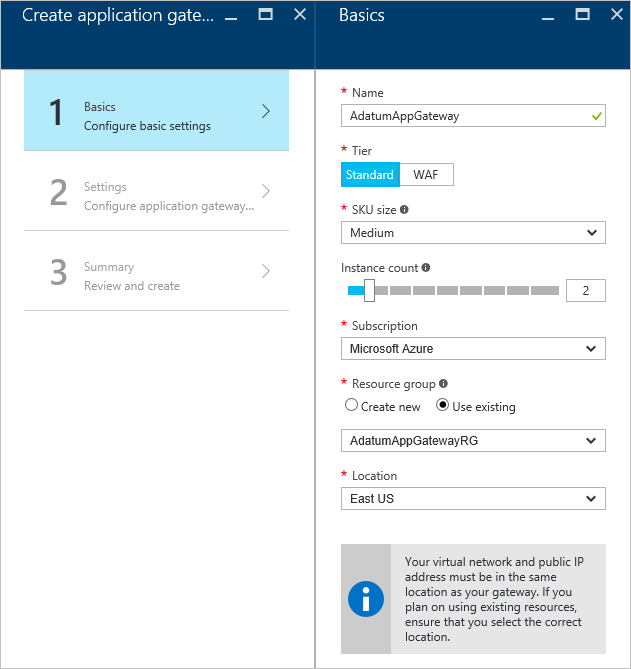 Create application gate...
1
Basics
Configure basic settings
2
Settings
Configure application gateway...
3
Summary
Review and create
Basics
* Name
AdatumAppGateway
* Tier
Standard WAF
* SKU size
Medium
Instance count
2
* Subscription
Microsoft Azure
* Resource group
Create new Use existing
AdatumAppGatewayRG
* Location
East US
Your virtual network and public IP
address must be in the same
location as your gateway. If you
plan on using existing resources,
ensure that you select the correct
location.